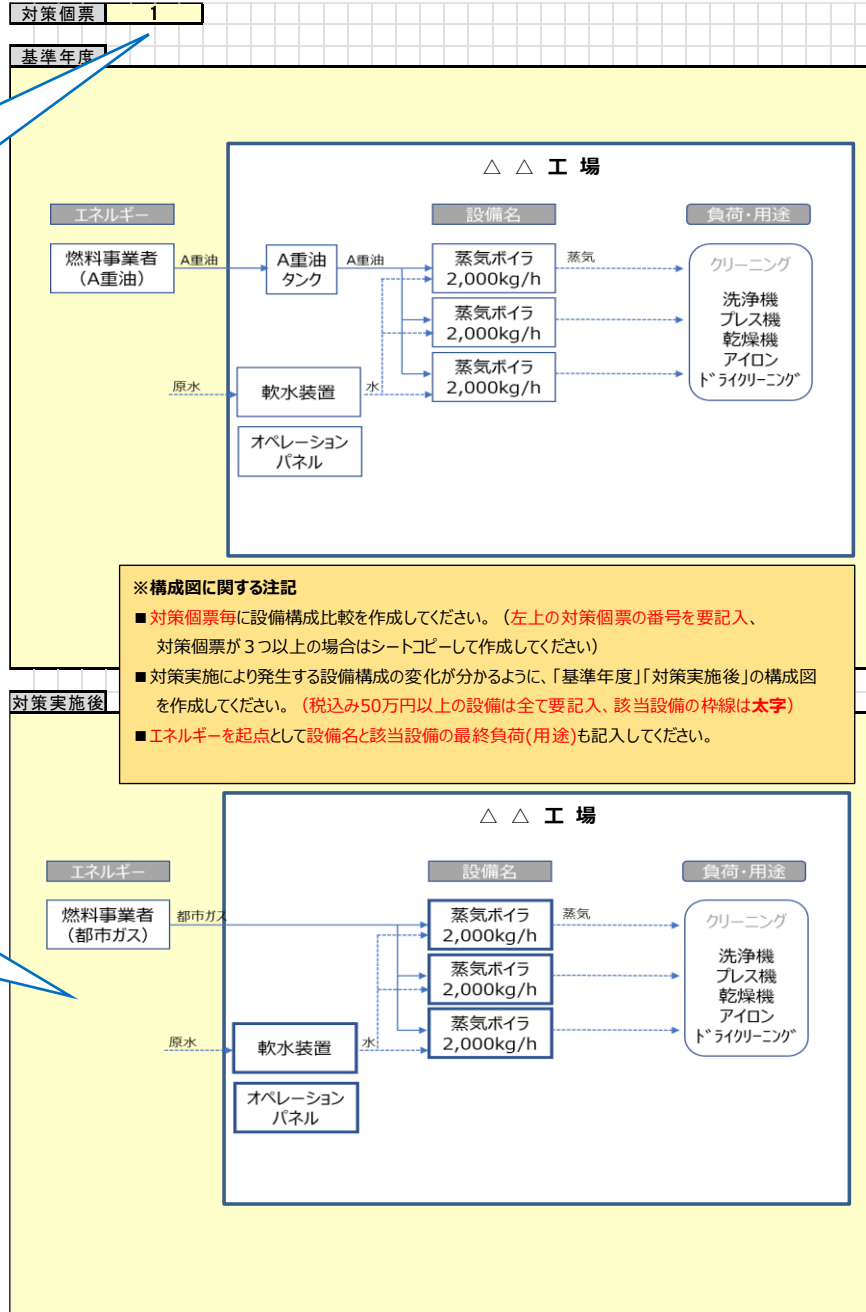 対策個票 1
基準年度
△ △ 工 場
エネルギー
設備名
負荷・用途
燃料事業者
(A重油)
A重油
A重油
タンク
A重油
蒸気ボイラ
2,000kg/h
蒸気
蒸気ボイラ
2,000kg/h
蒸気ボイラ
2,000kg/h
クリーニング
洗浄機
プレス機
乾燥機
アイロン
ドライクリーニング
原水
軟水装置
水
オペレーション
パネル
※構成図に関する注記
■対策個票毎に設備構成比較を作成してください。（左上の対策個票の番号を要記入、
対策個票が３つ以上の場合はシートコピーして作成してください）
■対策実施により発生する設備構成の変化が分かるように、「基準年度」「対策実施後」の構成図
を作成してください。（税込み50万円以上の設備は全て要記入、該当設備の枠線は太字）
■エネルギーを起点として設備名と該当設備の最終負荷(用途)も記入してください。
対策実施後
△ △ 工 場
エネルギー
設備名
負荷・用途
燃料事業者
(都市ガス)
都市ガス
蒸気ボイラ
2,000kg/h
蒸気
蒸気ボイラ
2,000kg/h
蒸気ボイラ
2,000kg/h
クリーニング
洗浄機
プレス機
乾燥機
アイロン
ドライクリーニング
原水
軟水装置
水
オペレーション
パネル